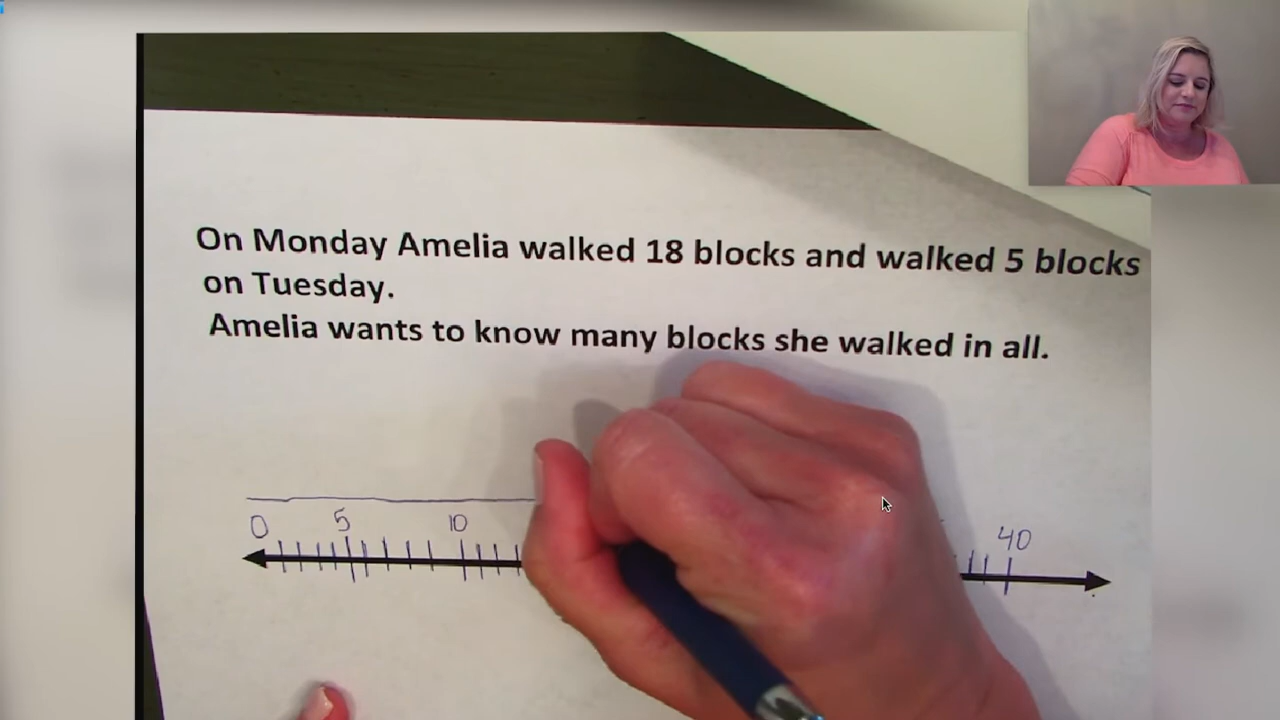 On Monday Amelia walked 18 blocks and walked 5 blocks
on Tuesday.
Amelia wants to know many blocks she walked in all.
0 5 10 40